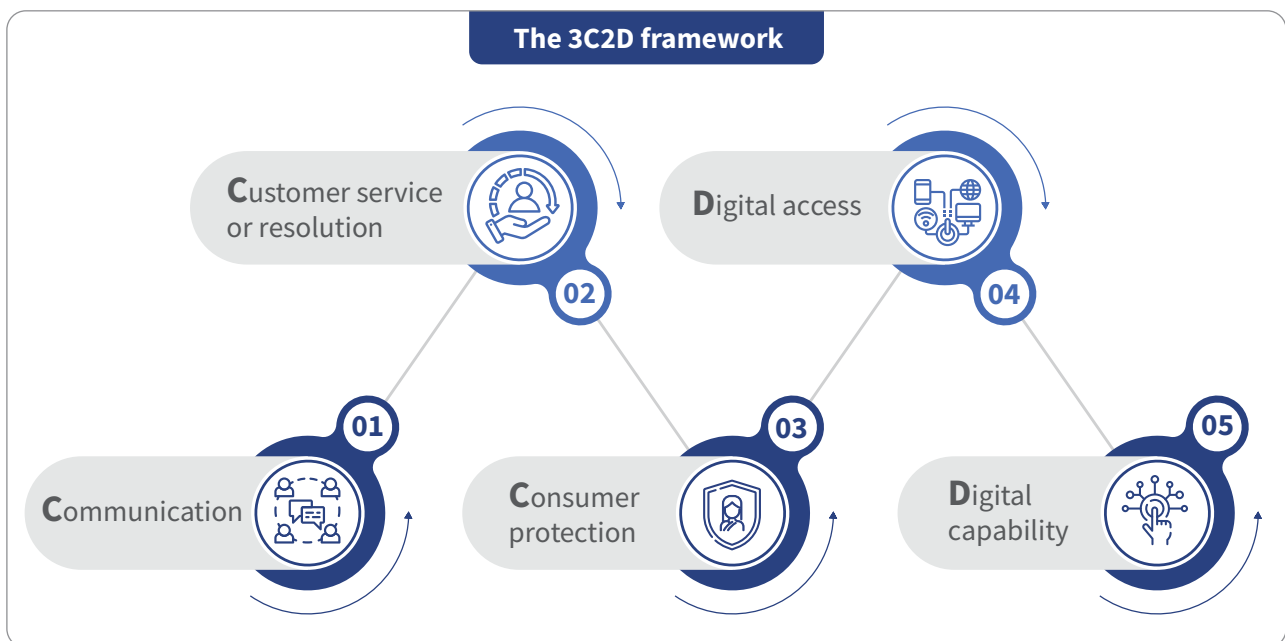 The 3C2D framework
01
Communication
02
Customer service
or resolution
03
Consumer
protection
04
Digital access
05
Digital
capability